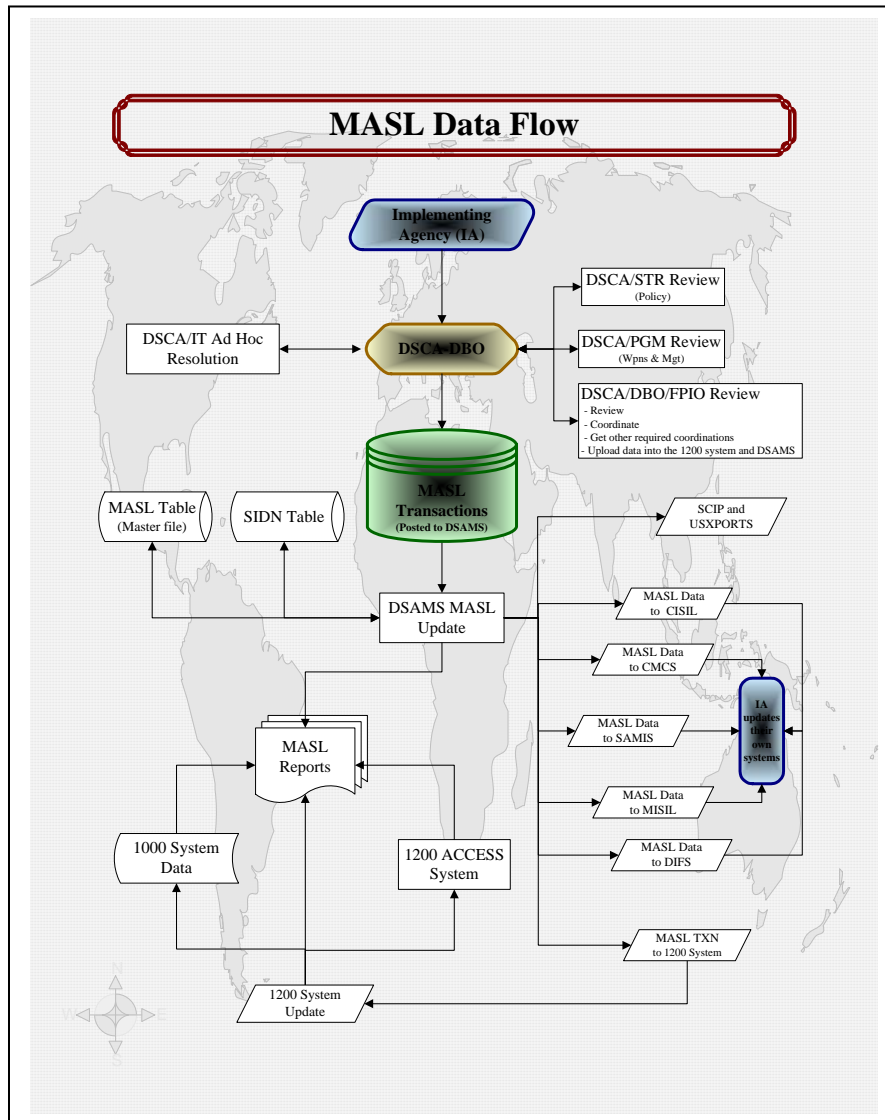 MASL Data Flow
Implementing
Agency (IA)
DSCA/STR Review
(Policy)
DSCA/IT Ad Hoc
Resolution
DSCA-DBO
DSCA/PGM Review
(Wpns & Mgt)
DSCA/DBO/FPIO Review
- Review
- Coordinate
- Get other required coordinations
- Upload data into the 1200 system and DSAMS
MASL
Transactions
(Posted to DSAMS)
MASL Table
(Master file)
SIDN Table
SCIP and
USXPORTS
DSAMS MASL
Update
MASL Data
to CISIL
MASL Data
to CMCS
MASL Data
to SAMIS
IA
updates
their
own
systems
MASL
Reports
MASL Data
to MISIL
1000 System
Data
1200 ACCESS
System
MASL Data
to DIFS
MASL TXN
to 1200 System
1200 System
Update
N
W
E
S